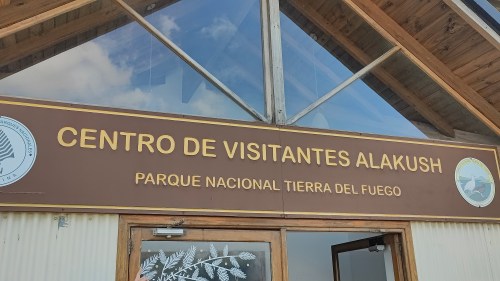 CENTRO DE VISITANTES ALAKUSH
PARQUE NACIONAL TIERRA DEL FUEGO